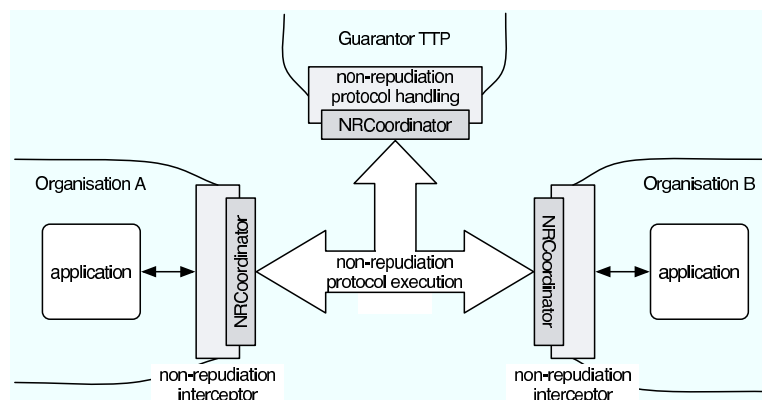 Guarantor TTP
non-repudiation
protocol handling
NRCoordinator
Organisation A
Organisation B
application
NRCoordinator
non-repudiation
protocol execution
NRCoordinator
application
non-repudiation
interceptor
non-repudiation
interceptor